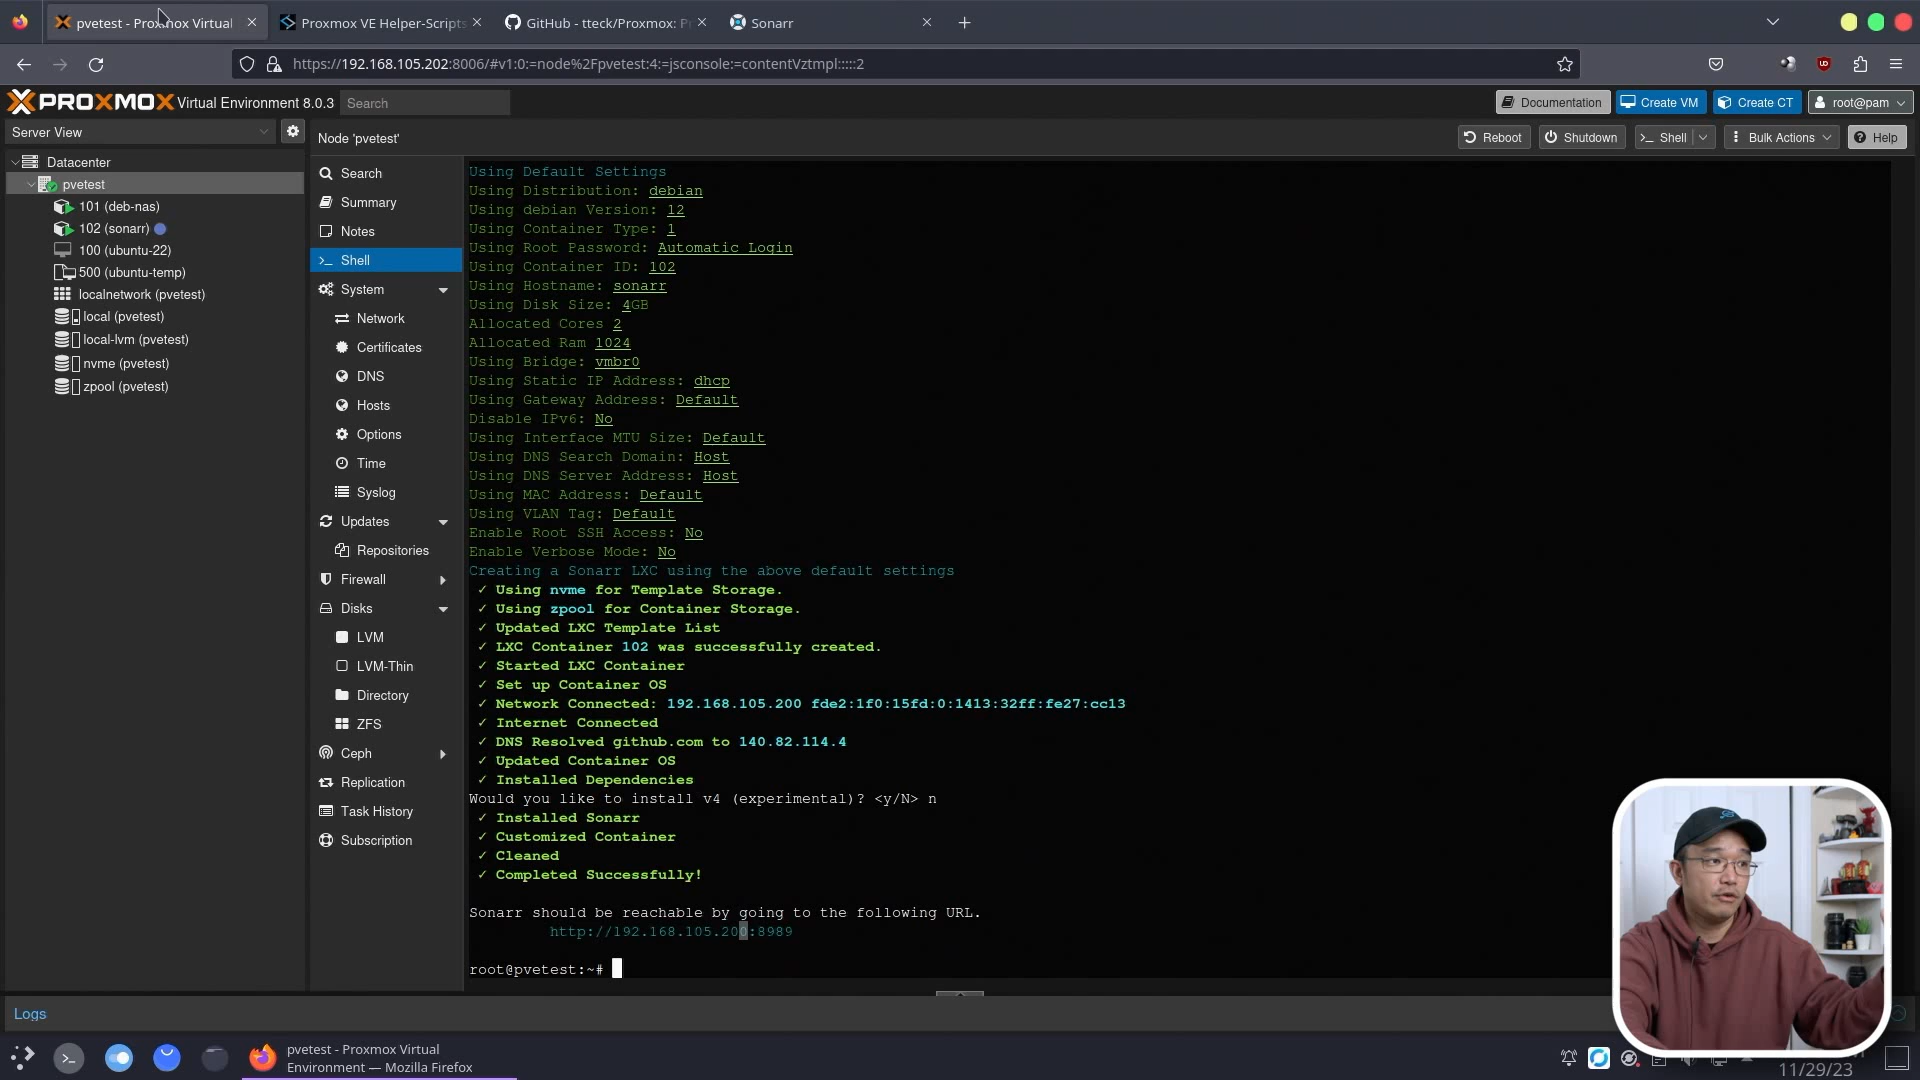 pvetest - Proxmox Virtual
Proxmox VE Helper-Scripts
GitHub - tteck/Proxmox: Pr
Sonarr
https://192.168.105.202:8006/#v1:0:=node%2Fpvetest:4:=jsconsole:=contentVztmpl:::::2
PROXMOX Virtual Environment 8.0.3
Search
Documentation
Create VM
Create CT
root@pam
Server View
Node 'pvetest'
Reboot
Shutdown
Shell
Bulk Actions
Help
Datacenter
pvetest
101 (deb-nas)
102 (sonarr)
100 (ubuntu-22)
500 (ubuntu-temp)
localnetwork (pvetest)
local (pvetest)
local-lvm (pvetest)
nvme (pvetest)
zpool (pvetest)
Search
Summary
Notes
Shell
System
Network
Certificates
DNS
Hosts
Options
Time
Syslog
Updates
Repositories
Firewall
Disks
LVM
LVM-Thin
Directory
ZFS
Ceph
Replication
Task History
Subscription
Using Default Settings
Using Distribution: debian
Using debian Version: 12
Using Container Type: 1
Using Root Password: Automatic Login
Using Container ID: 102
Using Hostname: sonarr
Using Disk Size: 4GB
Allocated Cores 2
Allocated Ram 1024
Using Bridge: vmbr0
Using Static IP Address: dhcp
Using Gateway Address: Default
Disable IPv6: No
Using Interface MTU Size: Default
Using DNS Search Domain: Host
Using DNS Server Address: Host
Using MAC Address: Default
Using VLAN Tag: Default
Enable Root SSH Access: No
Enable Verbose Mode: No
Creating a Sonarr LXC using the above default settings
✓ Using nvme for Template Storage.
✓ Using zpool for Container Storage.
✓ Updated LXC Template List
✓ LXC Container 102 was successfully created.
✓ Started LXC Container
✓ Set up Container OS
✓ Network Connected: 192.168.105.200 fde2:1f0:15fd:0:1413:32ff:fe27:cc13
✓ Internet Connected
✓ DNS Resolved github.com to 140.82.114.4
✓ Updated Container OS
✓ Installed Dependencies
Would you like to install v4 (experimental)? <y/N> n
✓ Installed Sonarr
✓ Customized Container
✓ Cleaned
✓ Completed Successfully!
Sonarr should be reachable by going to the following URL.
http://192.168.105.200:8989
root@pvetest:~#
Logs
pvetest - Proxmox Virtual
Environment — Mozilla Firefox
11/29/23